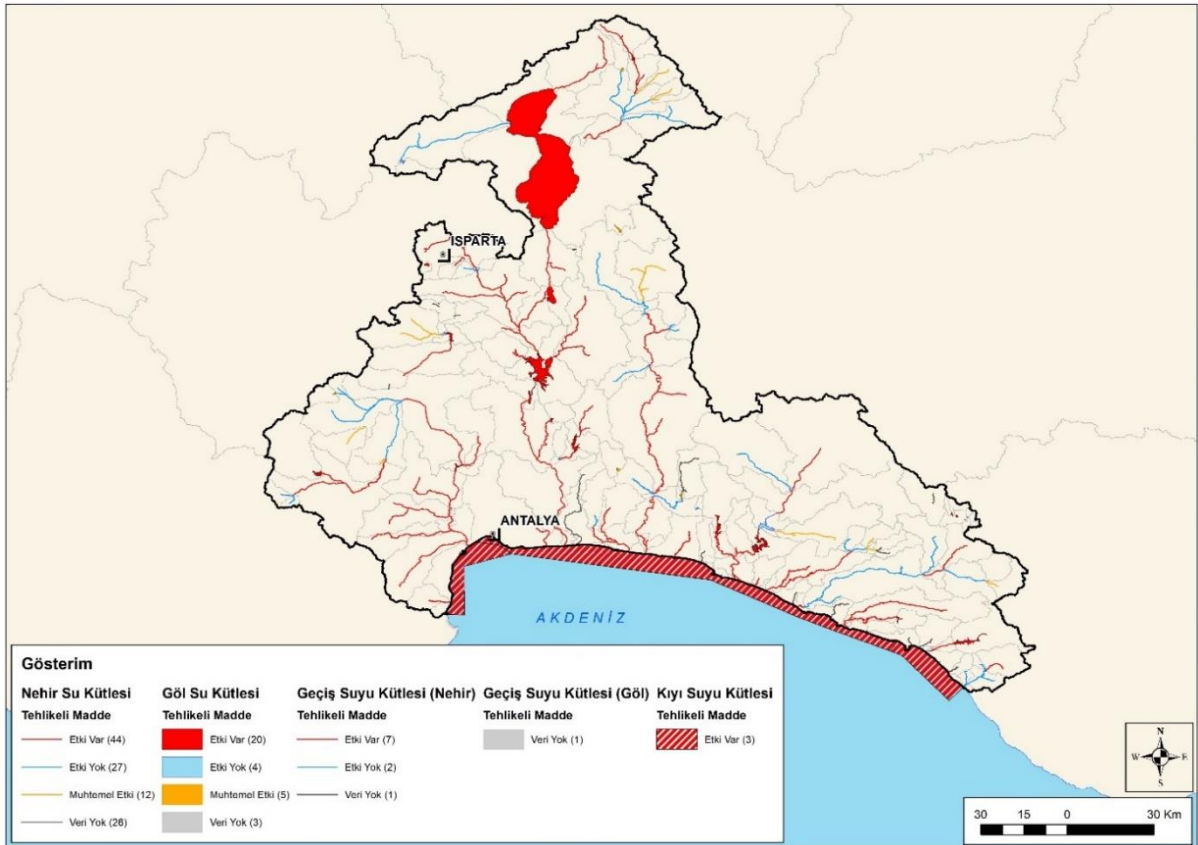 ISPARTA
ANTALYA
AKDENİZ
Gösterim
Nehir Su Kütlesi
Tehlikeli Madde
Etki Var (44)
Etki Yok (27)
Muhtemel Etki (12)
Veri Yok (26)
Göl Su Kütlesi
Tehlikeli Madde
Etki Var (20)
Etki Yok (4)
Muhtemel Etki (5)
Veri Yok (3)
Geçiş Suyu Kütlesi (Nehir)
Tehlikeli Madde
Etki Var (7)
Etki Yok (2)
Veri Yok (1)
Geçiş Suyu Kütlesi (Göl)
Tehlikeli Madde
Veri Yok (1)
Kıyı Suyu Kütlesi
Tehlikeli Madde
Etki Var (3)
N
W E
S
30 15 0 30 Km